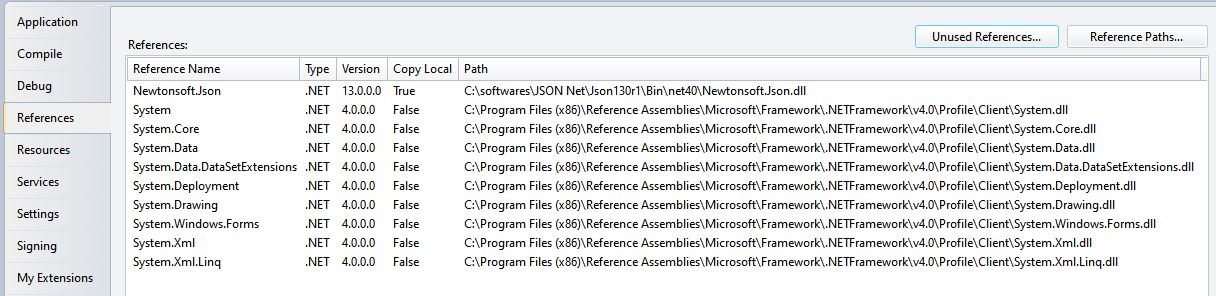 Application
Compile
Debug
References
Resources
Services
Settings
Signing
My Extensions
Unused References... Reference Paths...
References:
Reference Name Type Version Copy Local Path
Newtonsoft.Json .NET 13.0.0.0 True C:\softwares\JSON Net\Json130r1\Bin\net40\Newtonsoft.Json.dll
System .NET 4.0.0.0 False C:\Program Files (x86)\Reference Assemblies\Microsoft\Framework\.NETFramework\v4.0\Profile\Client\System.dll
System.Core .NET 4.0.0.0 False C:\Program Files (x86)\Reference Assemblies\Microsoft\Framework\.NETFramework\v4.0\Profile\Client\System.Core.dll
System.Data .NET 4.0.0.0 False C:\Program Files (x86)\Reference Assemblies\Microsoft\Framework\.NETFramework\v4.0\Profile\Client\System.Data.dll
System.Data.DataSetExtensions .NET 4.0.0.0 False C:\Program Files (x86)\Reference Assemblies\Microsoft\Framework\.NETFramework\v4.0\Profile\Client\System.Data.DataSetExtensions.dll
System.Deployment .NET 4.0.0.0 False C:\Program Files (x86)\Reference Assemblies\Microsoft\Framework\.NETFramework\v4.0\Profile\Client\System.Deployment.dll
System.Drawing .NET 4.0.0.0 False C:\Program Files (x86)\Reference Assemblies\Microsoft\Framework\.NETFramework\v4.0\Profile\Client\System.Drawing.dll
System.Windows.Forms .NET 4.0.0.0 False C:\Program Files (x86)\Reference Assemblies\Microsoft\Framework\.NETFramework\v4.0\Profile\Client\System.Windows.Forms.dll
System.Xml .NET 4.0.0.0 False C:\Program Files (x86)\Reference Assemblies\Microsoft\Framework\.NETFramework\v4.0\Profile\Client\System.Xml.dll
System.Xml.Linq .NET 4.0.0.0 False C:\Program Files (x86)\Reference Assemblies\Microsoft\Framework\.NETFramework\v4.0\Profile\Client\System.Xml.Linq.dll